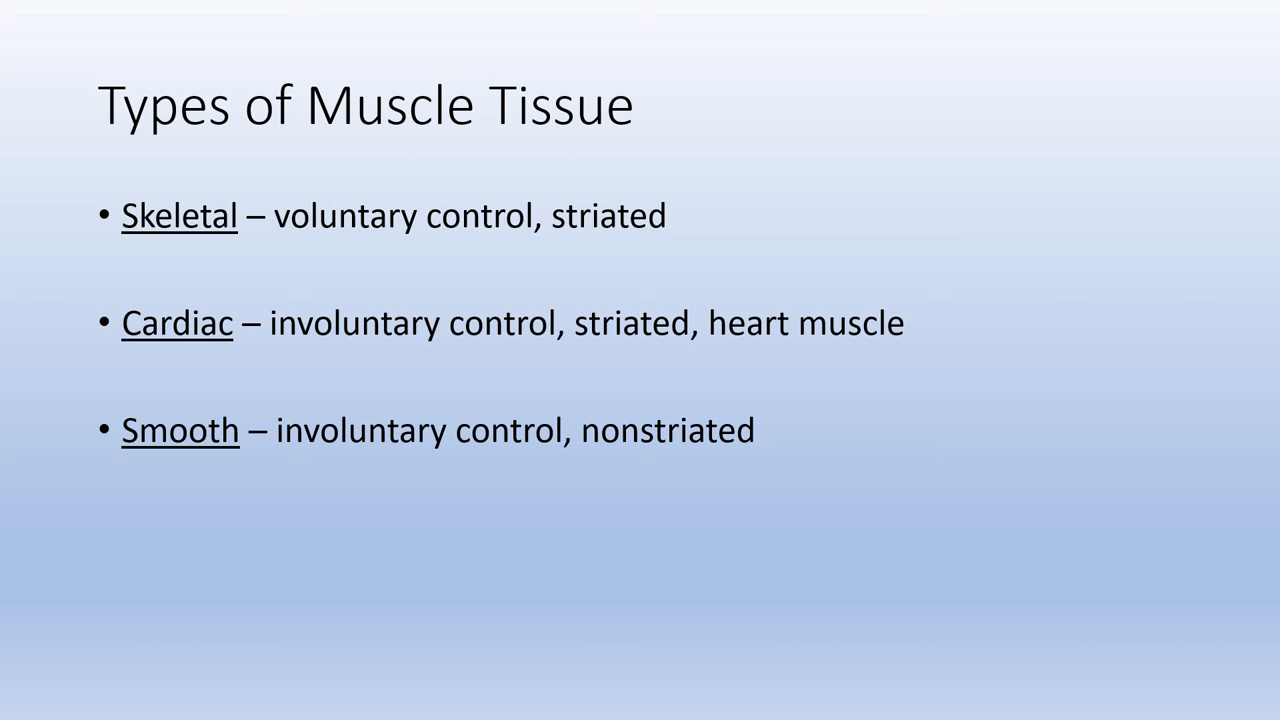 Types of Muscle Tissue
• Skeletal – voluntary control, striated
• Cardiac – involuntary control, striated, heart muscle
• Smooth – involuntary control, nonstriated